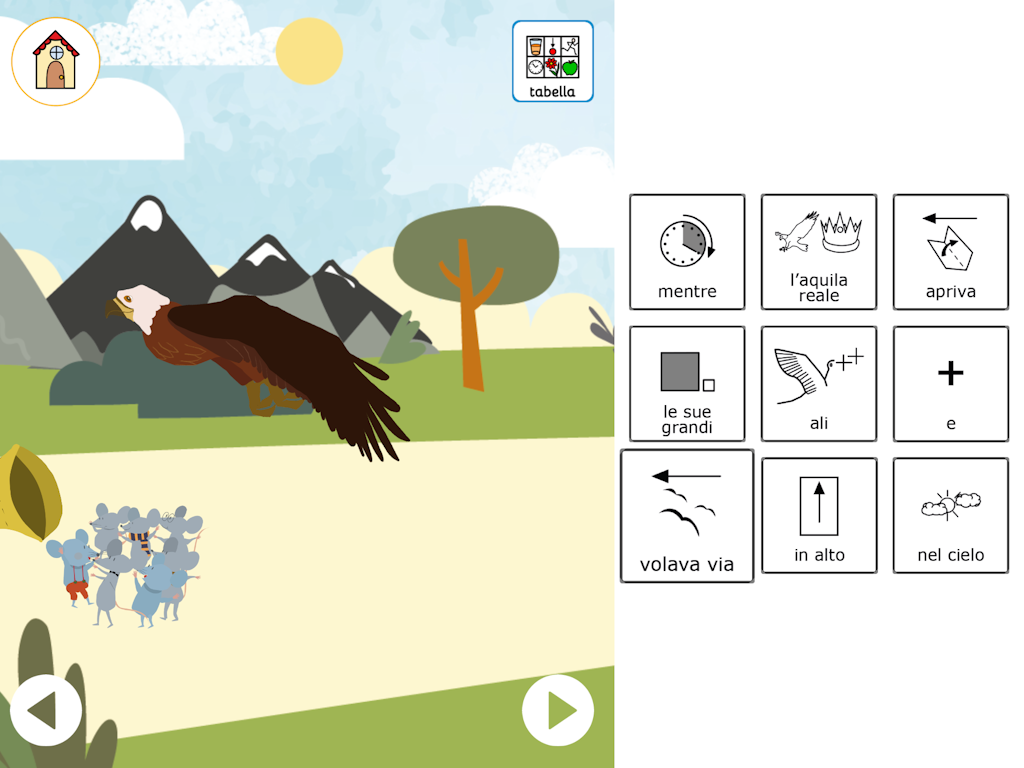 tabella
mentre
l'aquila
reale
apriva
le sue
grandi
ali
e
volava via
in alto
nel cielo